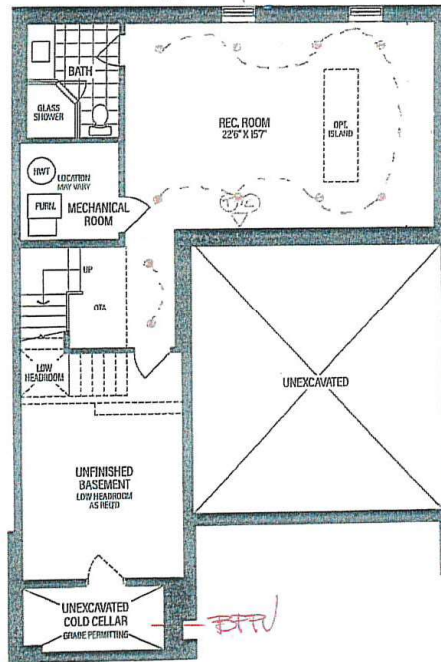 BATH
GLASS
SHOWER
REC. ROOM
22'6" X 15'7"
OPT.
ISLAND
HWT
LOCATION
MAY VARY
FURN.
MECHANICAL
ROOM
UP
LOW
HEADROOM
UNEXCAVATED
UNFINISHED
BASEMENT
LOW HEADROOM
AS REQ'D
UNEXCAVATED
COLD CELLAR
GRADE PERMITTING